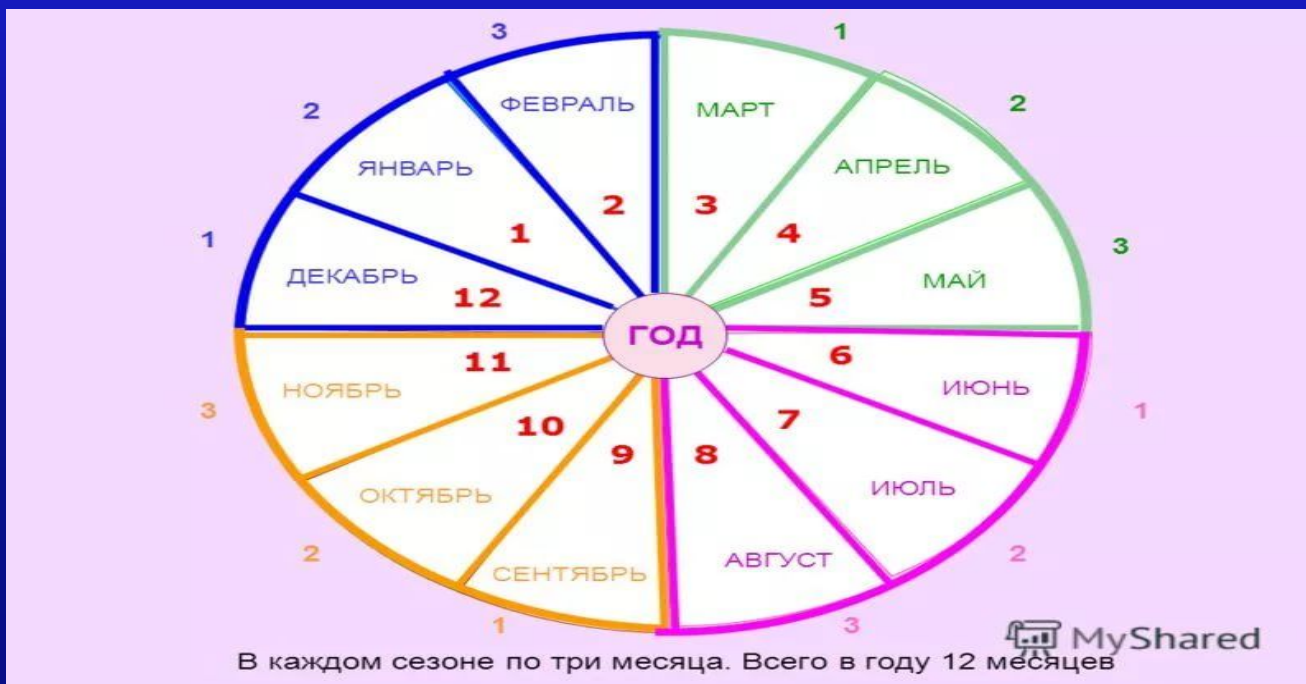 3 1
2 ФЕВРАЛЬ МАРТ 2
ЯНВАРЬ АПРЕЛЬ
2 3
1 4
1 3
ДЕКАБРЬ 12 5 МАЙ
ГОД
11 6
НОЯБРЬ ИЮНЬ
3 1
10 7
9 8
ОКТЯБРЬ ИЮЛЬ
2 2
СЕНТЯБРЬ АВГУСТ
1 3
MyShared
В каждом сезоне по три месяца. Всего в году 12 месяцев